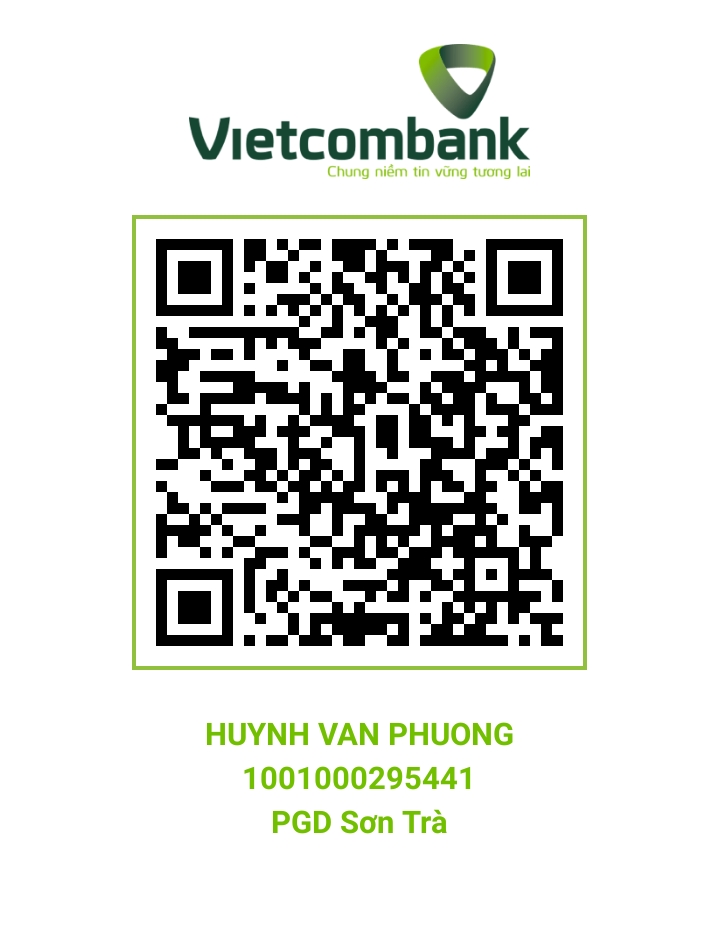 Vietcombank
Chung niềm tin vững tương lai
HUYNH VAN PHUONG
1001000295441
PGD Sơn Trà